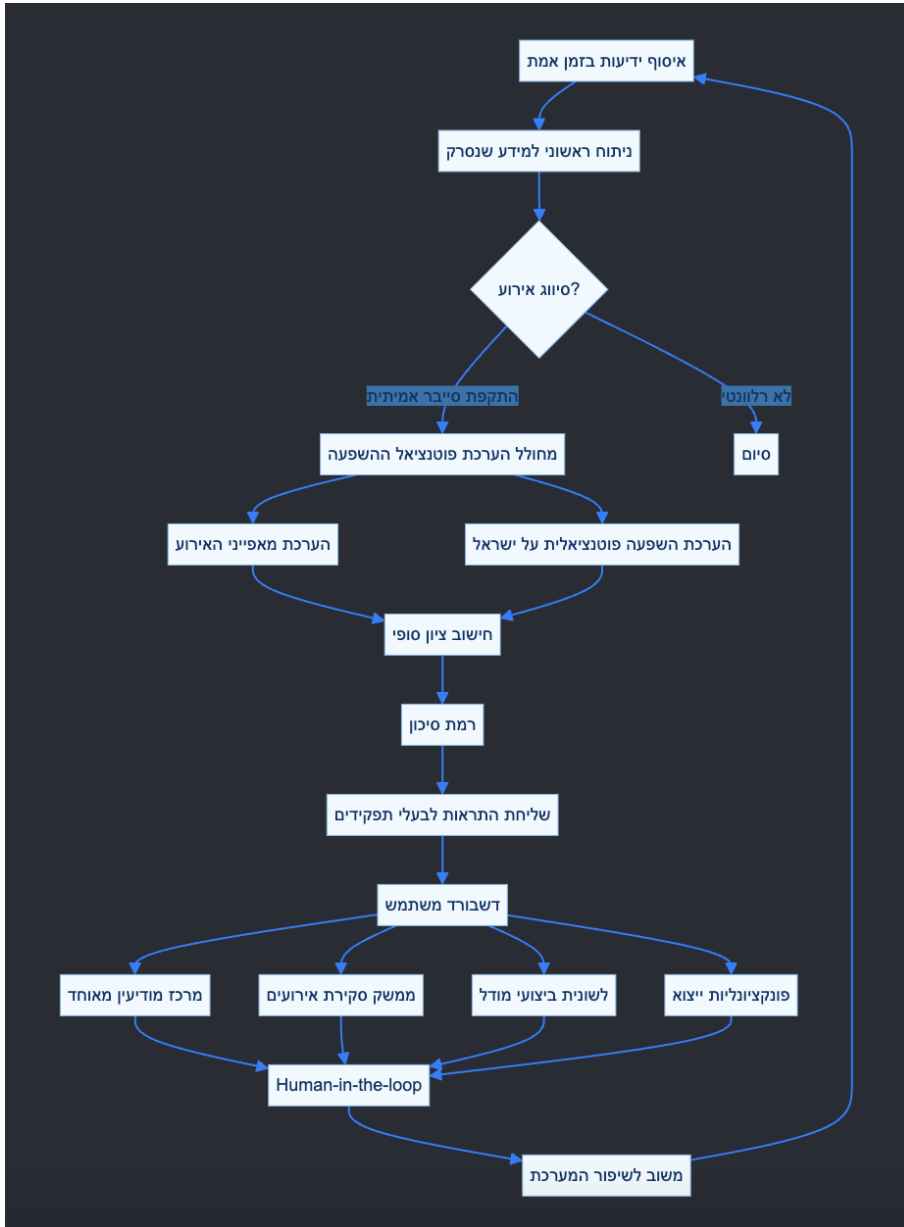 איסוף ידיעות בזמן אמת
ניתוח ראשוני למידע שנסרק
סיווג אירוע?
התקפת סייבר אמיתית
לא רלוונטי
מחולל הערכת פוטנציאל ההשפעה
סיום
הערכת מאפייני האירוע
הערכת השפעה פוטנציאלית על ישראל
חישוב ציון סופי
רמת סיכון
שליחת התראות לבעלי תפקידים
דשבורד משתמש
מרכז מודיעין מאוחד
ממשק סקירת אירועים
לשונית ביצועי מודל
פונקציונליות ייצוא
Human-in-the-loop
משוב לשיפור המערכת